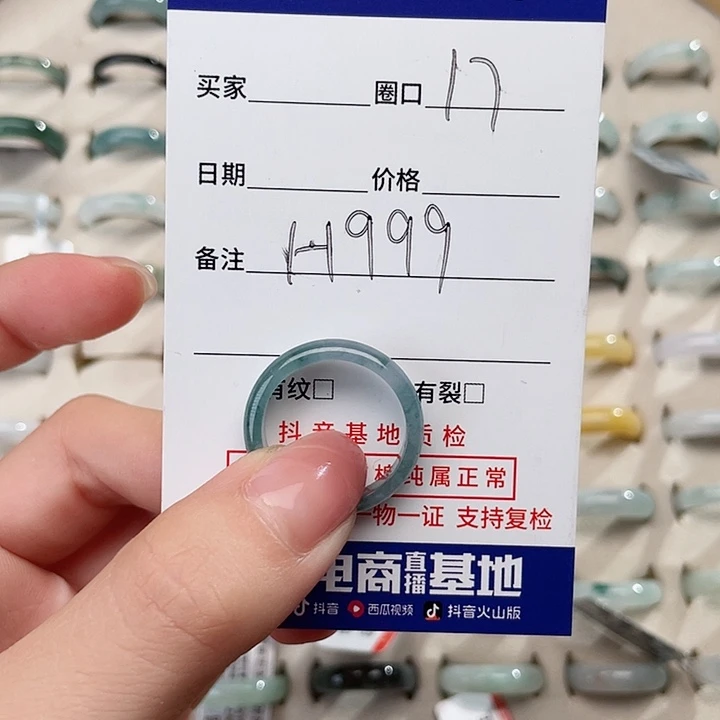 买家 圈口 17
日期 价格
备注 H999
有纹□ 有裂□
抖音基地质检
棉纯属正常
一物一证 支持复检
电商直播基地
抖音 西瓜视频 抖音火山版